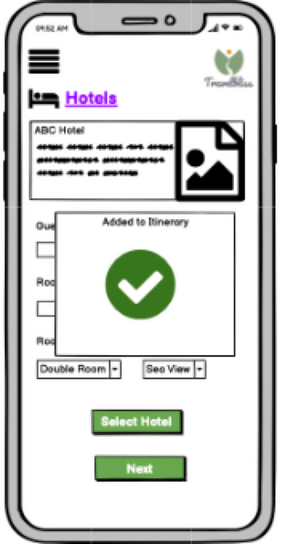 09:52 AM
Travelbliss
Hotels
ABC Hotel
Gue
Added to Itinerory
Roo
Roo
Double Room
Sea View
Select Hotel
Next